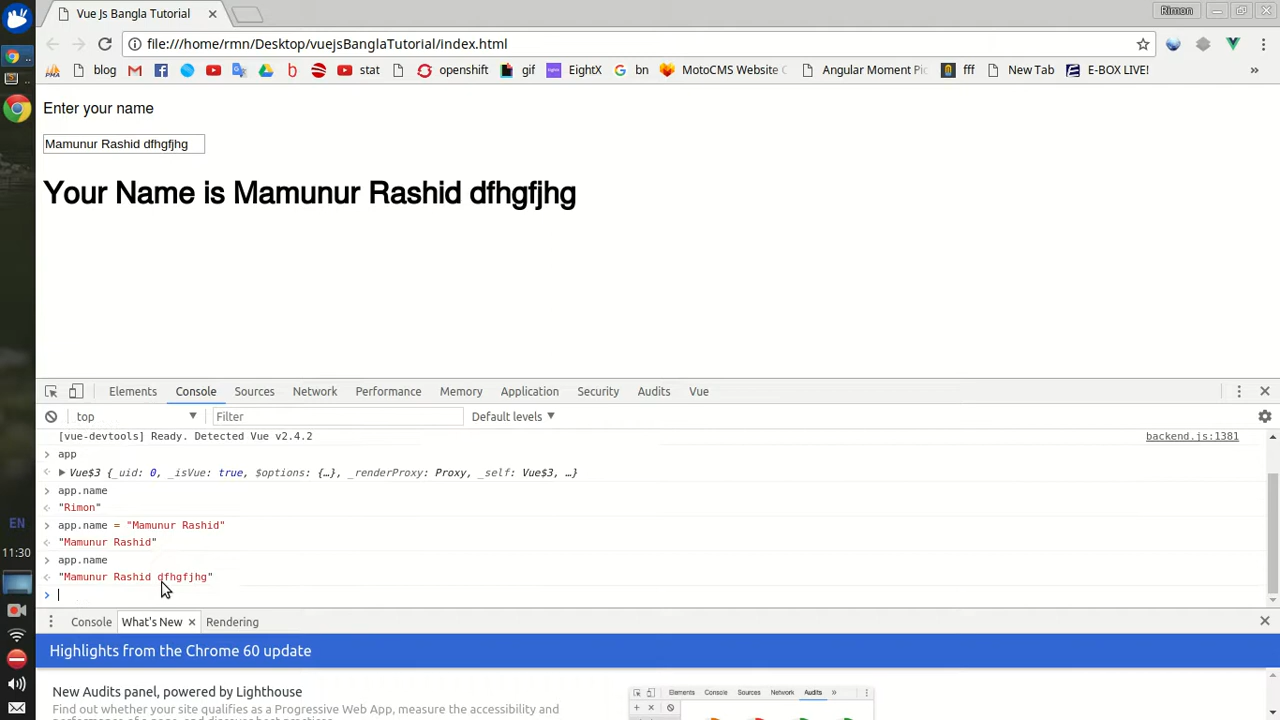 Vue Js Bangla Tutorial
Rimon
file:///home/rmn/Desktop/vuejsBanglaTutorial/index.html
PMA blog stat openshift gif EightX bn MotoCMS Website Angular Moment Pi fff New Tab E-BOX LIVE! »
Enter your name
Mamunur Rashid dfhgfjhg
Your Name is Mamunur Rashid dfhgfjhg
Elements Console Sources Network Performance Memory Application Security Audits Vue
top Filter Default levels
[vue-devtools] Ready. Detected Vue v2.4.2 backend.js:1381
app
Vue$3 {_uid: 0, _isVue: true, $options: {…}, _renderProxy: Proxy, _self: Vue$3, …}
app.name
"Rimon"
app.name = "Mamunur Rashid"
"Mamunur Rashid"
app.name
"Mamunur Rashid dfhgfjhg"
EN
11:30
Console What's New Rendering
Highlights from the Chrome 60 update
New Audits panel, powered by Lighthouse
Find out whether your site qualifies as a Progressive Web App, measure the accessibility and
Elements Console Sources Network Audits »